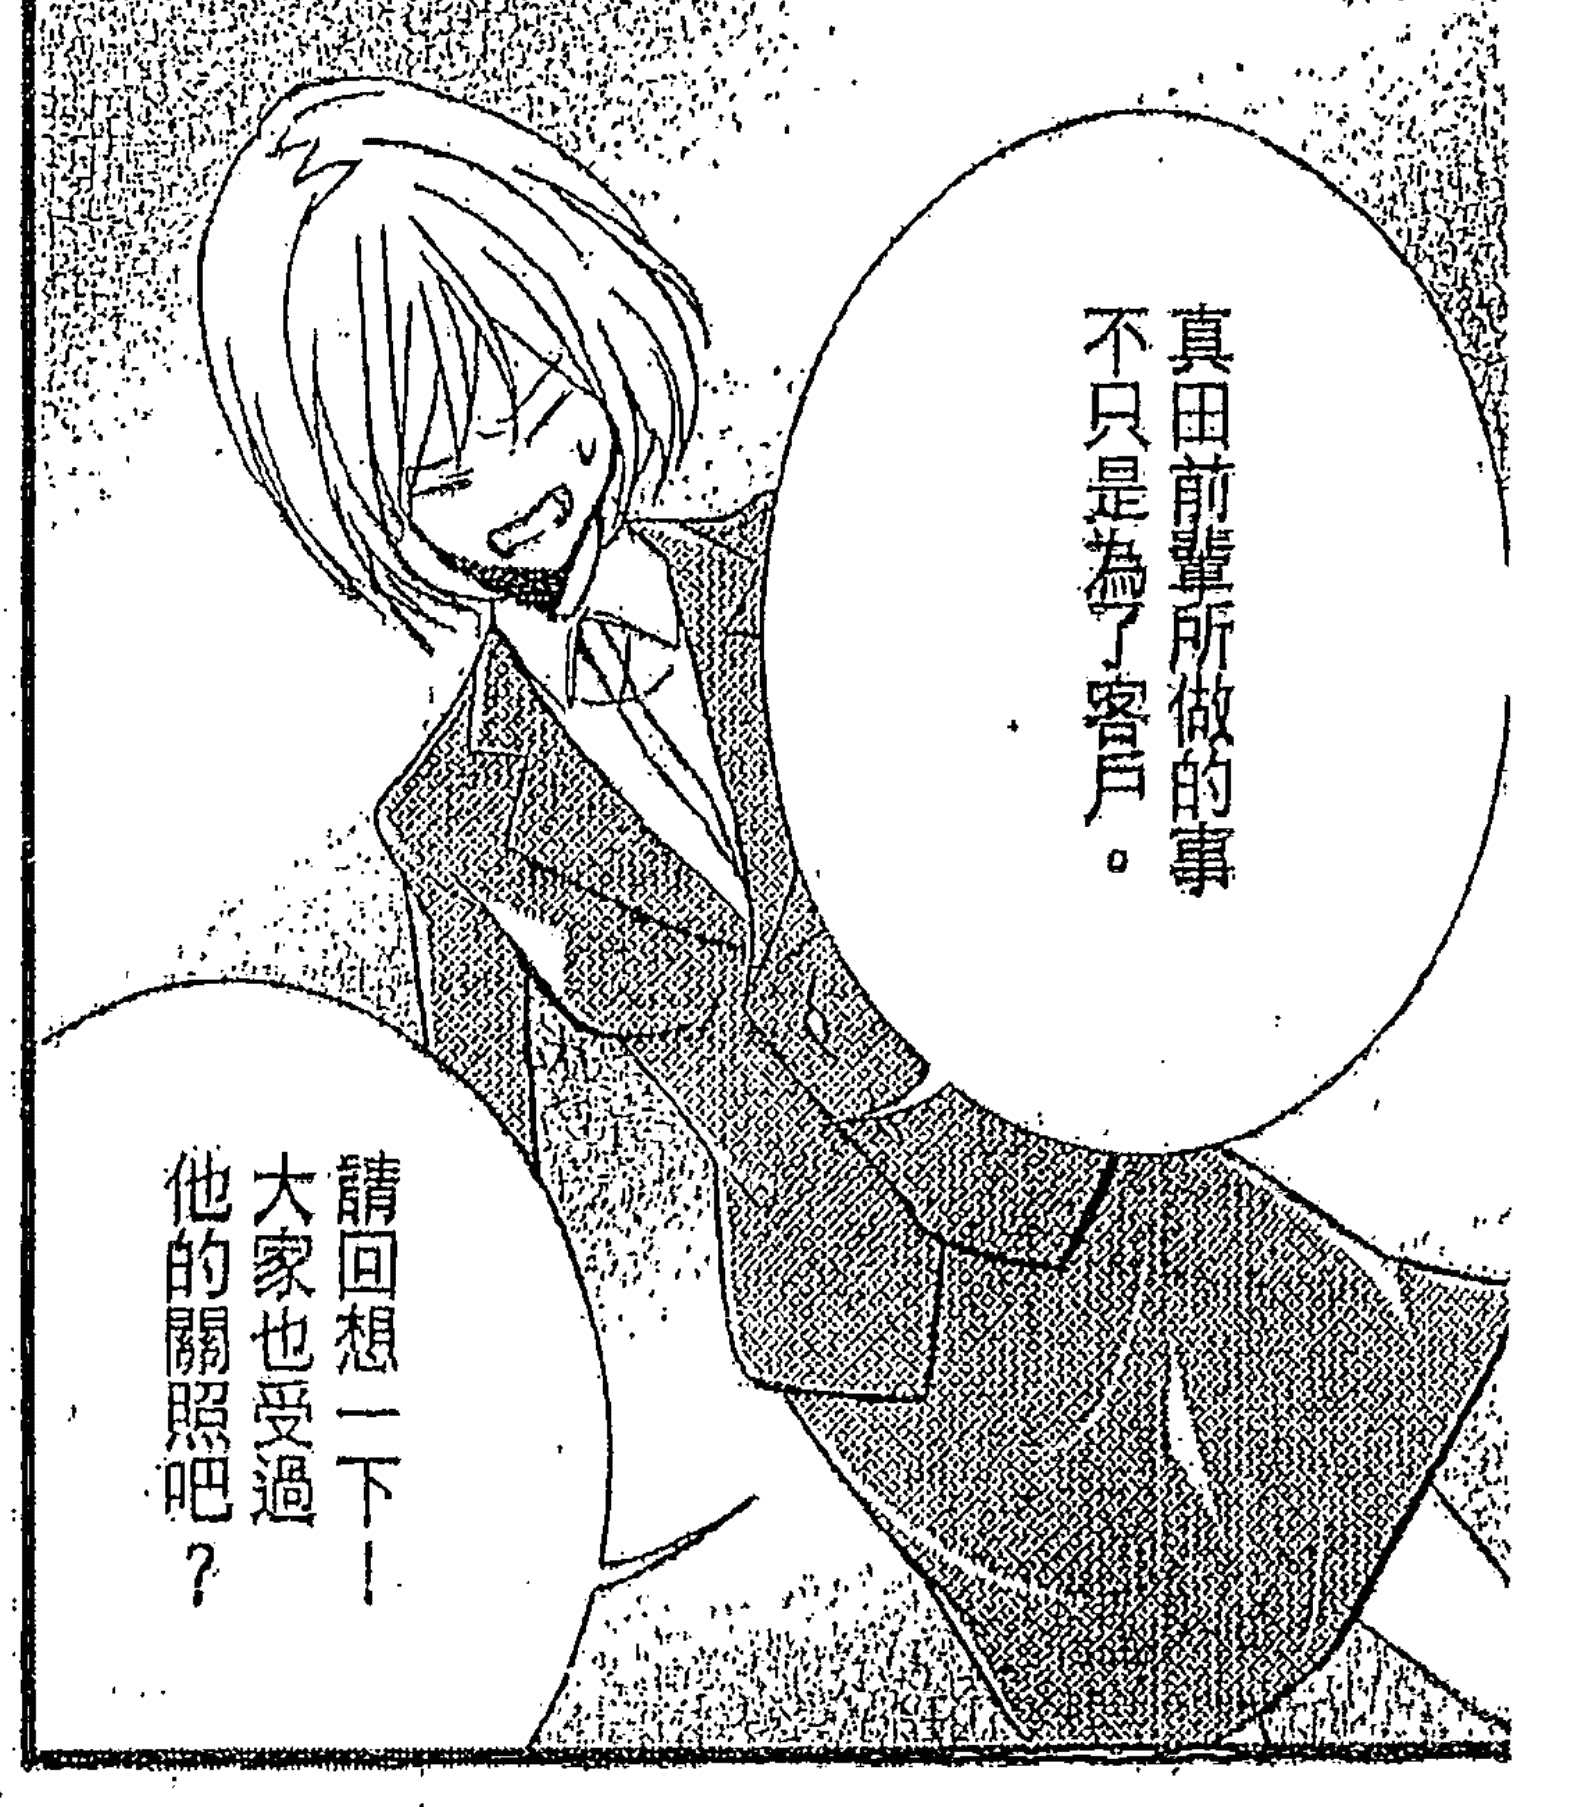 真田前輩所做的事
不只是為了客戶。
請回想一下—
大家也受過
他的關照吧?